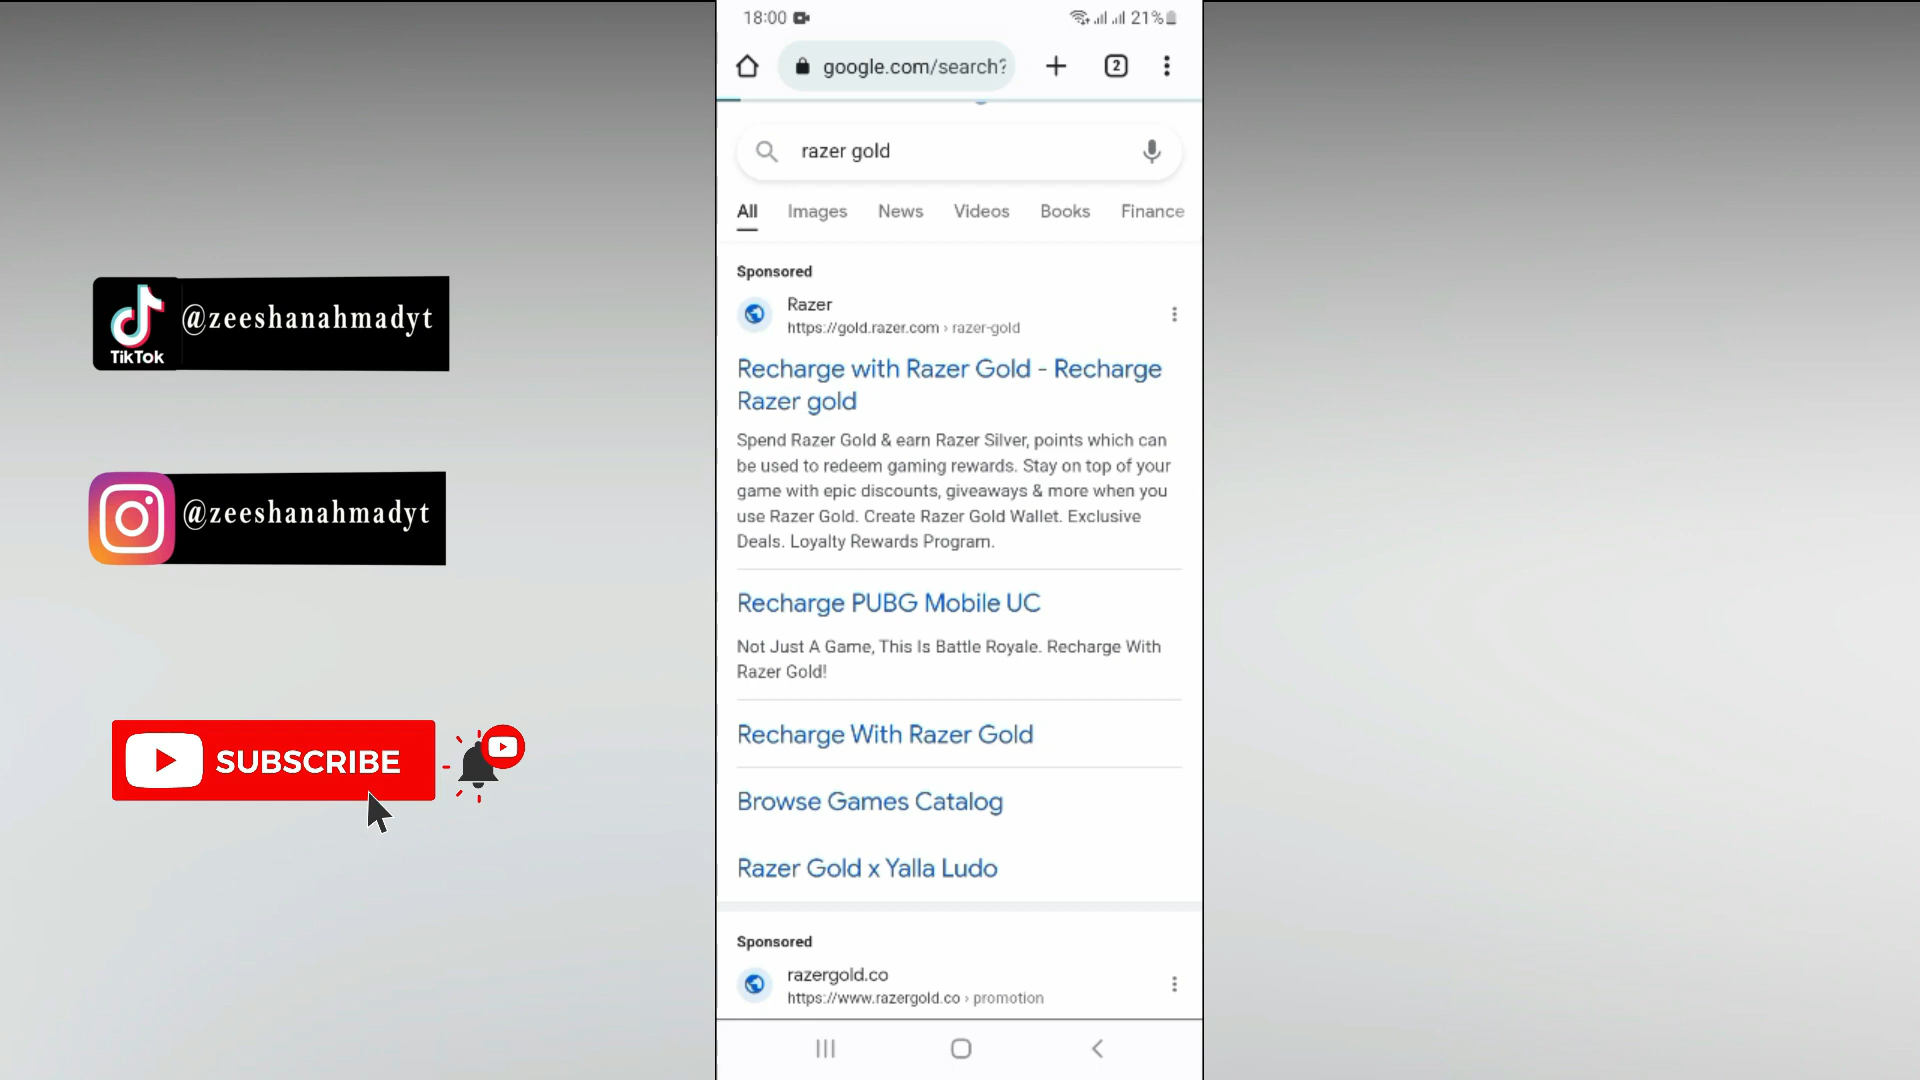 18:00
21%
google.com/search?
2
razer gold
All Images News Videos Books Finance
Sponsored
Razer
https://gold.razer.com › razer-gold
Recharge with Razer Gold - Recharge
Razer gold
Spend Razer Gold & earn Razer Silver, points which can
be used to redeem gaming rewards. Stay on top of your
game with epic discounts, giveaways & more when you
use Razer Gold. Create Razer Gold Wallet. Exclusive
Deals. Loyalty Rewards Program.
Recharge PUBG Mobile UC
Not Just A Game, This Is Battle Royale. Recharge With
Razer Gold!
Recharge With Razer Gold
Browse Games Catalog
Razer Gold x Yalla Ludo
Sponsored
razergold.co
https://www.razergold.co › promotion
TikTok
@zeeshanahmadyt
@zeeshanahmadyt
SUBSCRIBE